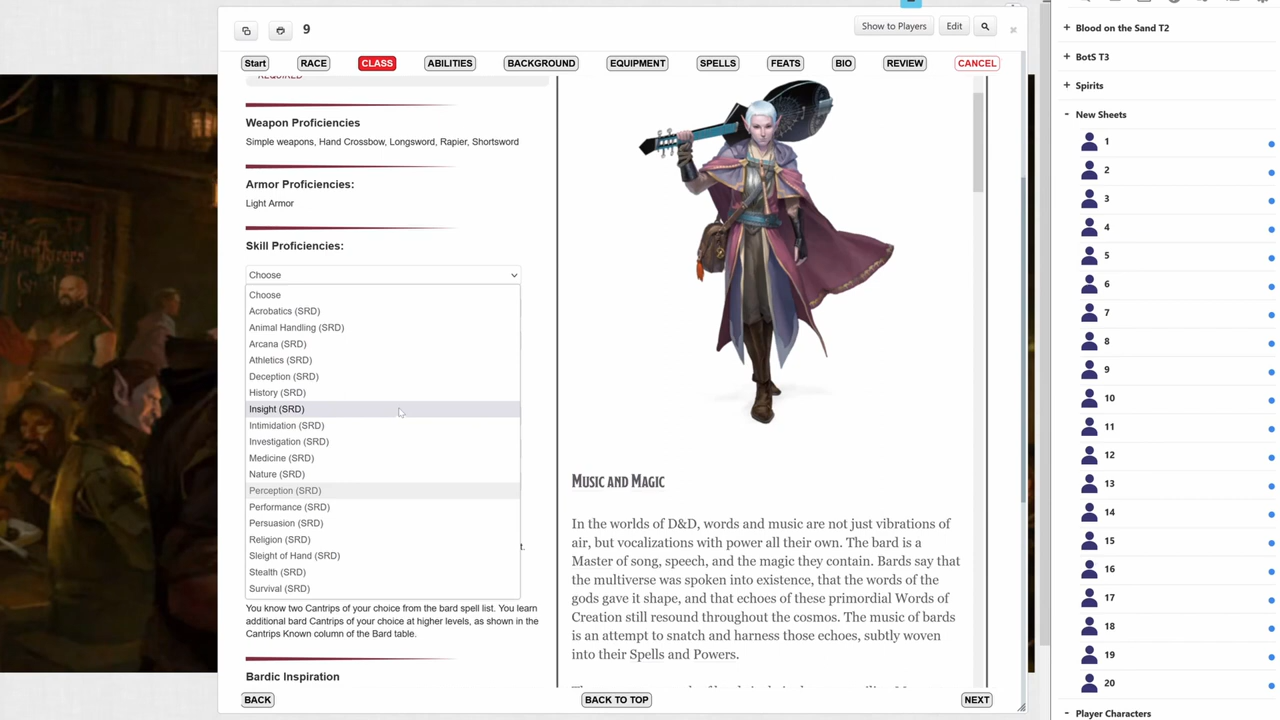 9
Show to Players
Edit
Start
RACE
CLASS
ABILITIES
BACKGROUND
EQUIPMENT
SPELLS
FEATS
BIO
REVIEW
CANCEL
REQUIRED
Weapon Proficiencies
Simple weapons, Hand Crossbow, Longsword, Rapier, Shortsword
Armor Proficiencies:
Light Armor
Skill Proficiencies:
Choose
Choose
Acrobatics (SRD)
Animal Handling (SRD)
Arcana (SRD)
Athletics (SRD)
Deception (SRD)
History (SRD)
Insight (SRD)
Intimidation (SRD)
Investigation (SRD)
Medicine (SRD)
Nature (SRD)
Perception (SRD)
Performance (SRD)
Persuasion (SRD)
Religion (SRD)
Sleight of Hand (SRD)
Stealth (SRD)
Survival (SRD)
t.
You know two Cantrips of your choice from the bard spell list. You learn
additional bard Cantrips of your choice at higher levels, as shown in the
Cantrips Known column of the Bard table.
Bardic Inspiration
MUSIC AND MAGIC
In the worlds of D&D, words and music are not just vibrations of
air, but vocalizations with power all their own. The bard is a
Master of song, speech, and the magic they contain. Bards say that
the multiverse was spoken into existence, that the words of the
gods gave it shape, and that echoes of these primordial Words of
Creation still resound throughout the cosmos. The music of bards
is an attempt to snatch and harness those echoes, subtly woven
into their Spells and Powers.
BACK
BACK TO TOP
NEXT
Blood on the Sand T2
BotS T3
Spirits
New Sheets
1
2
3
4
5
6
7
8
9
10
11
12
13
14
15
16
17
18
19
20
Player Characters